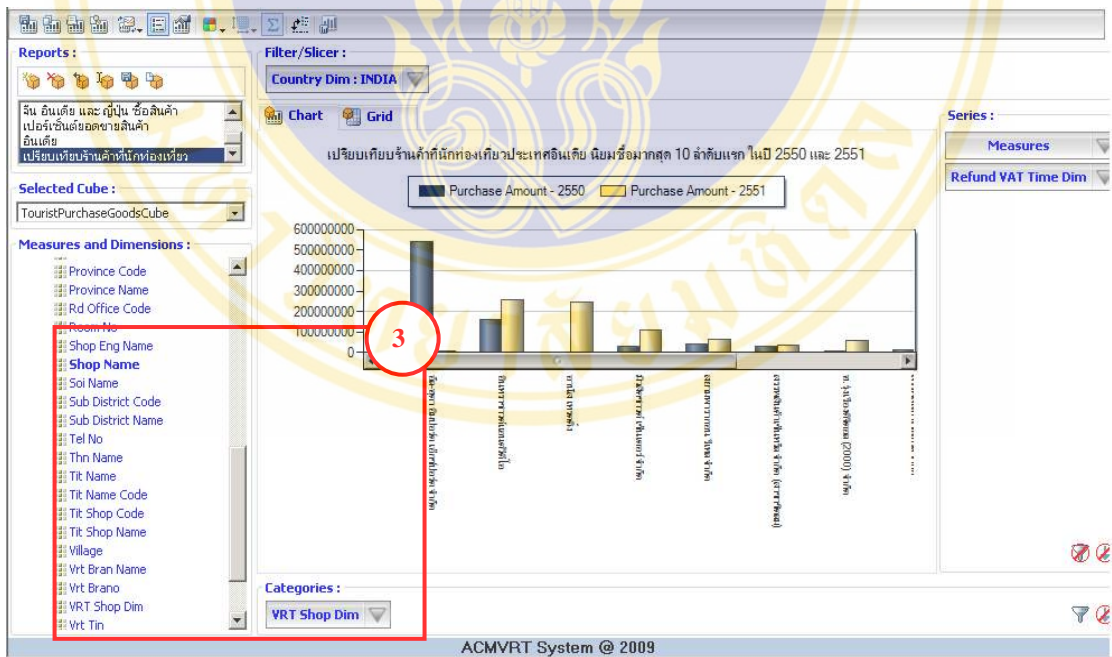 Reports :
จีน อินเดีย และ ญี่ปุ่น ซื้อสินค้า
เปอร์เซ็นต์ยอดขายสินค้า
อินเดีย
เปรียบเทียบร้านค้าที่นักท่องเที่ยว
Selected Cube :
TouristPurchaseGoodsCube
Measures and Dimensions :
Province Code
Province Name
Rd Office Code
Room No
Shop Eng Name
Shop Name
Soi Name
Sub District Code
Sub District Name
Tel No
Thn Name
Tit Name
Tit Name Code
Tit Shop Code
Tit Shop Name
Village
Vrt Bran Name
Vrt Brano
VRT Shop Dim
Vrt Tin
Filter/Slicer :
Country Dim : INDIA
Chart Grid
เปรียบเทียบร้านค้าที่นักทองเที่ยวประเทศอินเดีย นิยมซื้อมากสุด 10 ลำดับแรก ในปี 2550 และ 2551
Purchase Amount - 2550 Purchase Amount - 2551
600000000
500000000
400000000
300000000
200000000
100000000
0
3
Categories :
VRT Shop Dim
Series :
Measures
Refund VAT Time Dim
ACMVRT System @ 2009